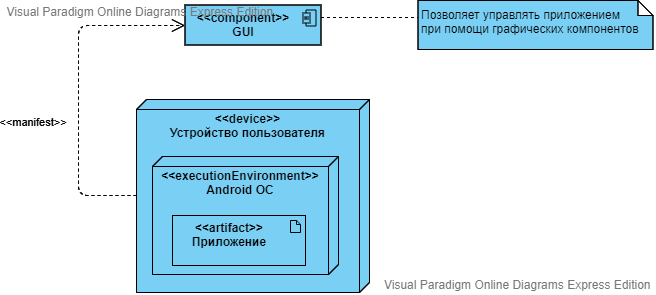 Visual Paradigm Online Diagrams Express Edition
<<component>>
GUI
Позволяет управлять приложением
при помощи графических компонентов
<<manifest>>
<<device>>
Устройство пользователя
<<executionEnvironment>>
Android ОС
<<artifact>>
Приложение
Visual Paradigm Online Diagrams Express Edition